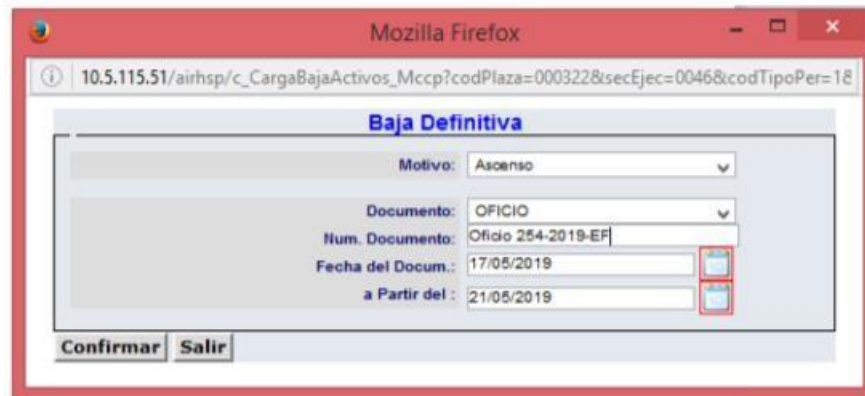 Mozilla Firefox
10.5.115.51/airhsp/c_CargaBajaActivos_Mccp?codPlaza=000322&secEjec=0046&codTipoPer=1&
Baja Definitiva
Motivo: Ascenso
Documento: OFICIO
Num. Documento: Oficio 254-2019-EF
Fecha del Docum.: 17/05/2019
a Partir del : 21/05/2019
Confirmar Salir